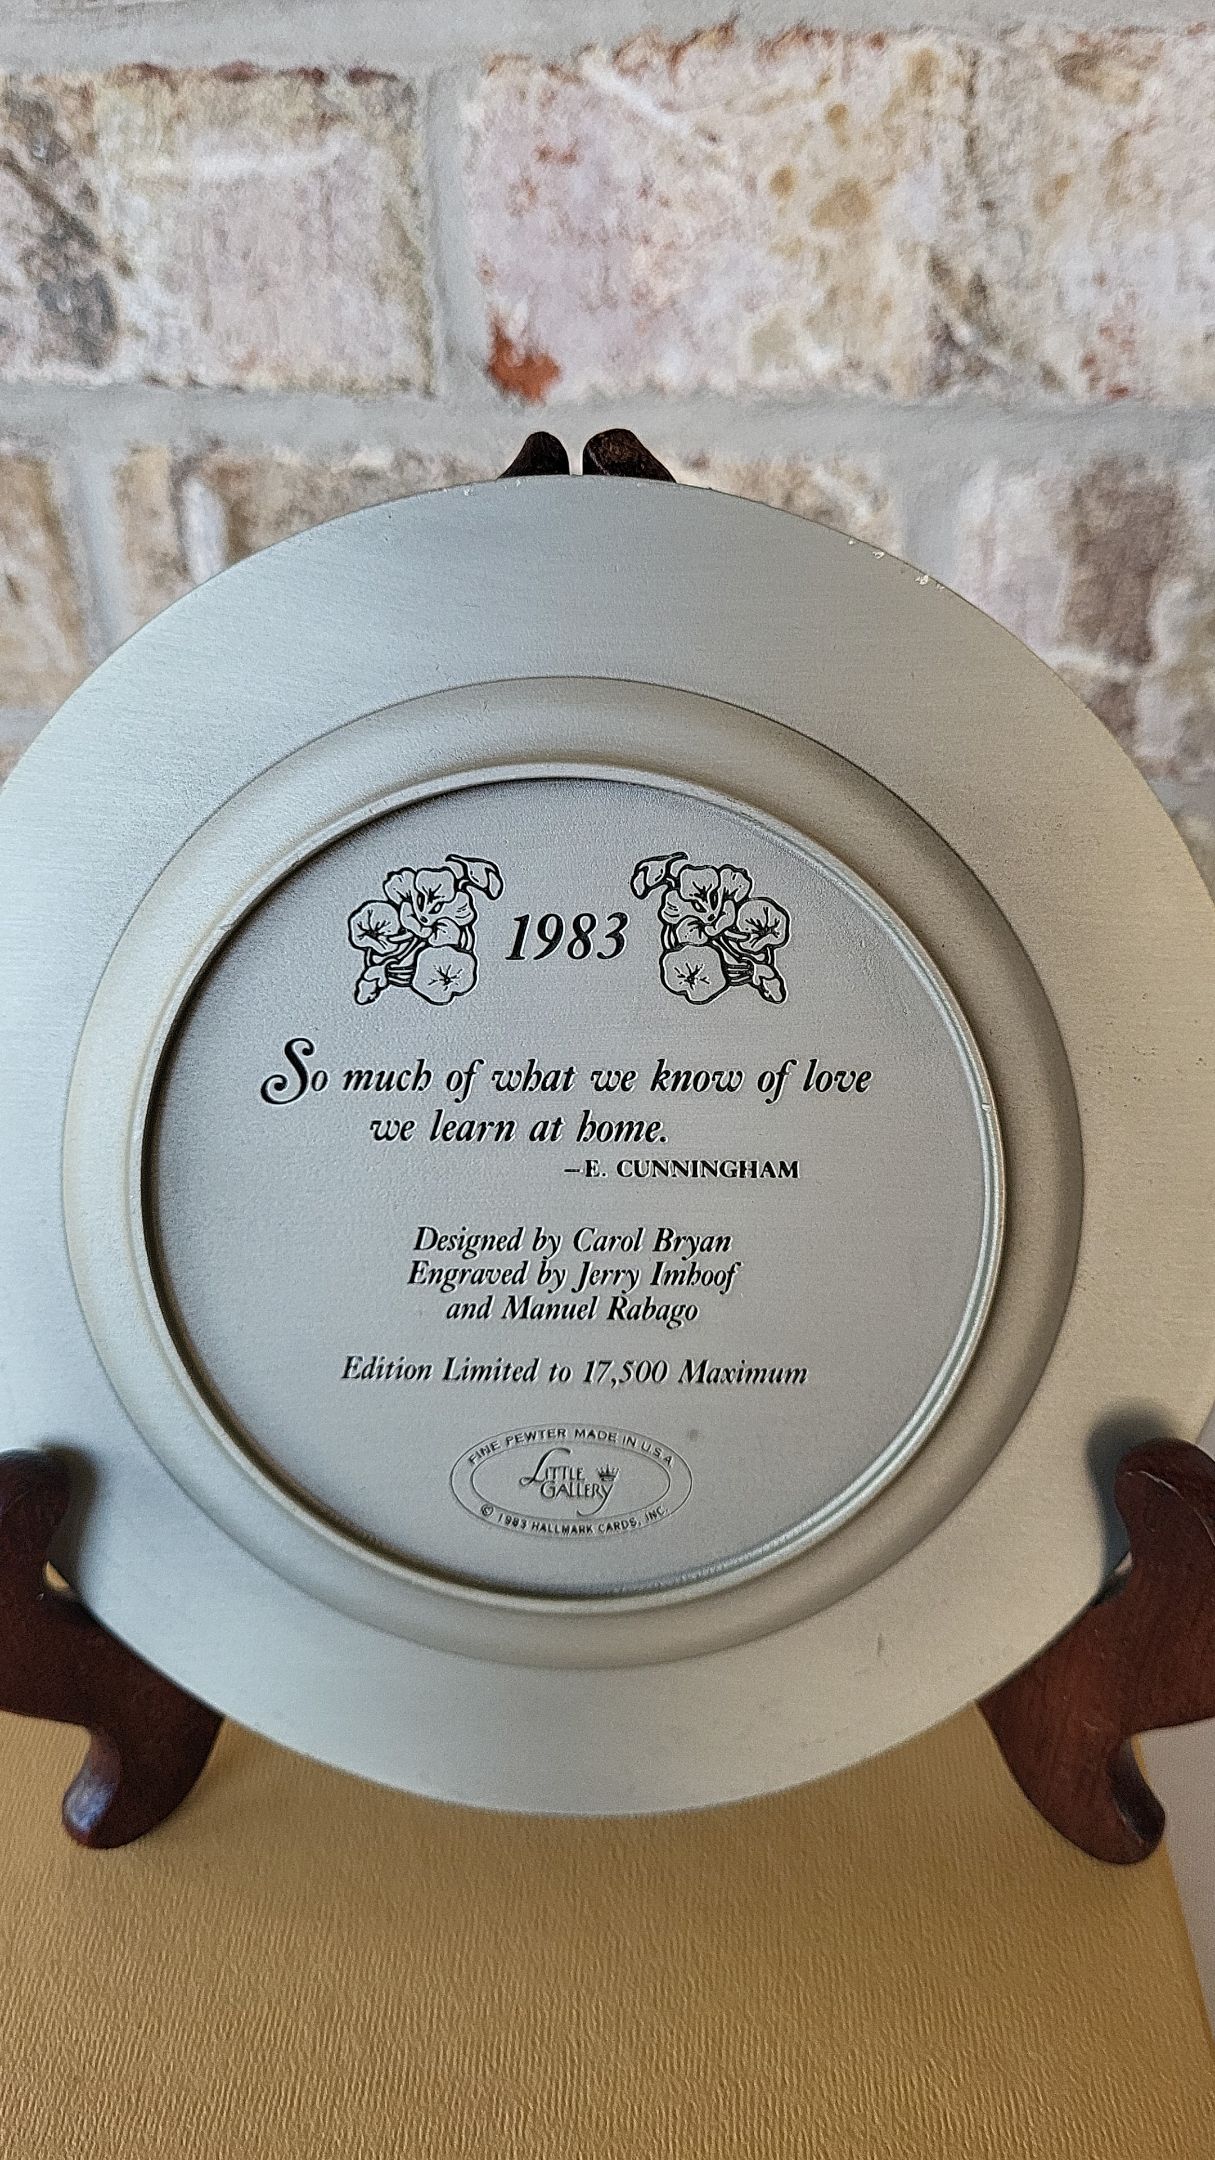 1983
So much of what we know of love
we learn at home.
—E. CUNNINGHAM
Designed by Carol Bryan
Engraved by Jerry Imhoof
and Manuel Rabago
Edition Limited to 17,500 Maximum
FINE PEWTER MADE IN U.S.A.
LITTLE
GALLERY
© 1983 HALLMARK CARDS, INC.